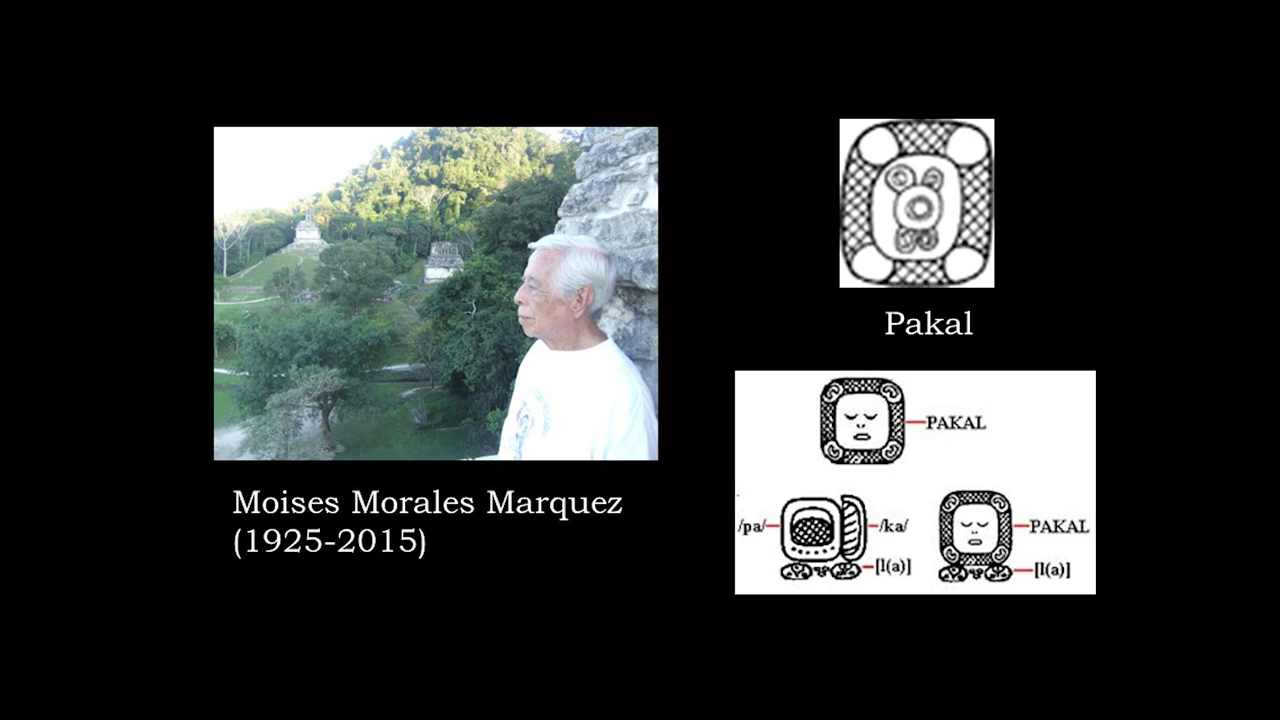 Moises Morales Marquez
(1925-2015)
Pakal
PAKAL
/pa/ /ka/
[l(a)]
PAKAL
[l(a)]